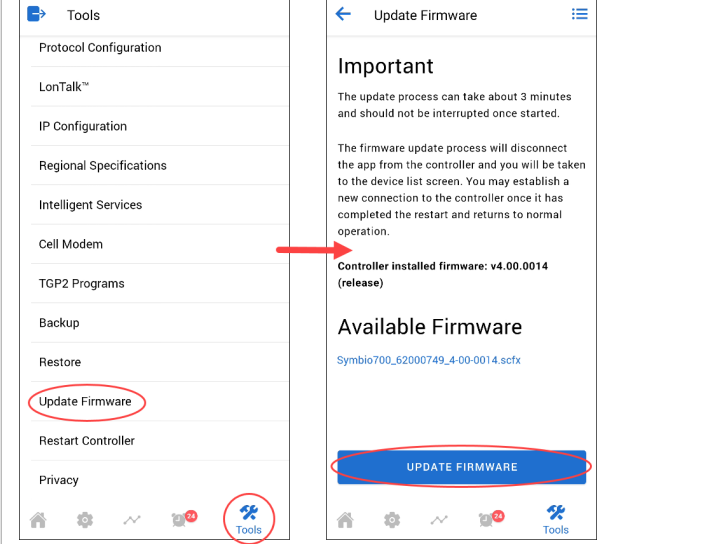 Tools
Protocol Configuration
LonTalk™
IP Configuration
Regional Specifications
Intelligent Services
Cell Modem
TGP2 Programs
Backup
Restore
Update Firmware
Restart Controller
Privacy
24
Tools
Update Firmware
Important
The update process can take about 3 minutes
and should not be interrupted once started.
The firmware update process will disconnect
the app from the controller and you will be taken
to the device list screen. You may establish a
new connection to the controller once it has
completed the restart and returns to normal
operation.
Controller installed firmware: v4.00.0014
(release)
Available Firmware
Symbio700_62000749_4-00-0014.scfx
UPDATE FIRMWARE
24
Tools